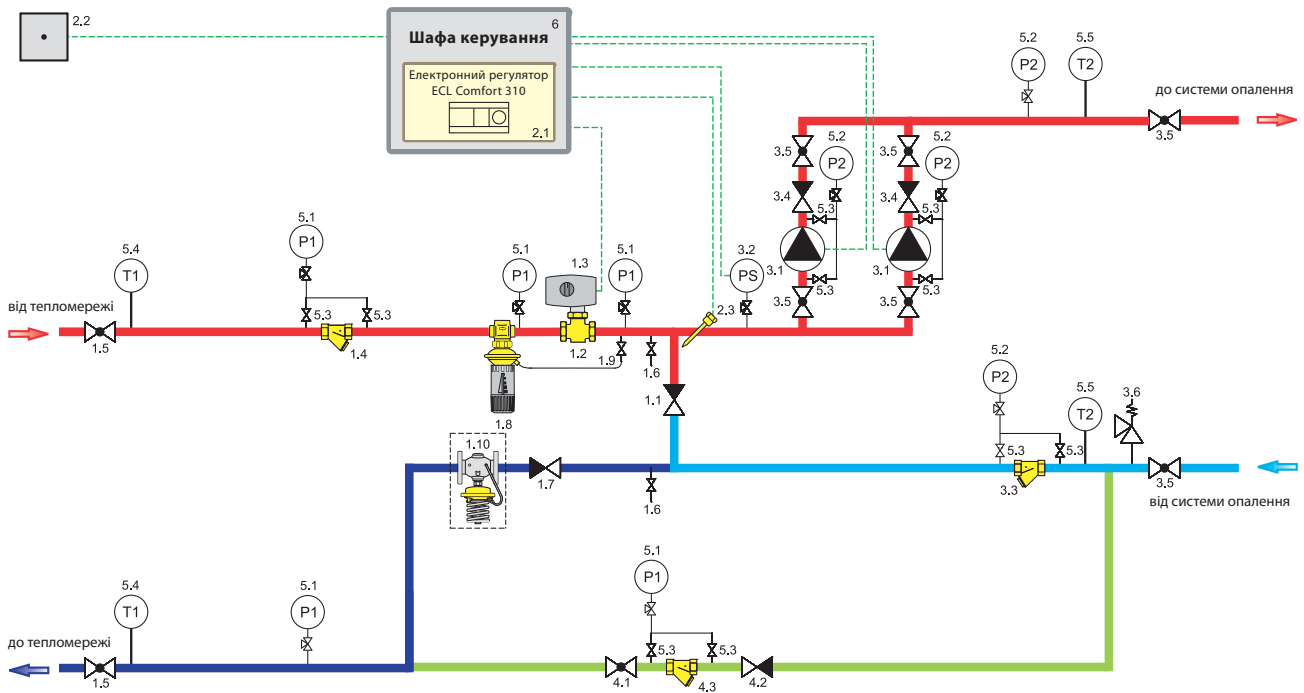 2.2
6
Шафа керування
Електронний регулятор
ECL Comfort 310
2.1
5.2
P2
5.5
T2
до системи опалення
3.5
3.5
5.2
P2
3.5
5.2
P2
3.4
5.3
3.4
5.3
3.1
5.3
3.1
5.3
3.5
3.5
5.4
T1
5.1
P1
5.3
5.3
від тепломережі
1.5
1.4
5.1
P1
1.3
1.2
5.1
P1
1.9
1.6
1.8
3.2
PS
2.3
1.1
5.2
P2
5.3
5.3
5.5
T2
3.6
3.3
3.5
від системи опалення
1.10
1.7
1.6
5.4
T1
5.1
P1
до тепломережі
1.5
5.1
P1
5.3
5.3
4.1
4.3
4.2